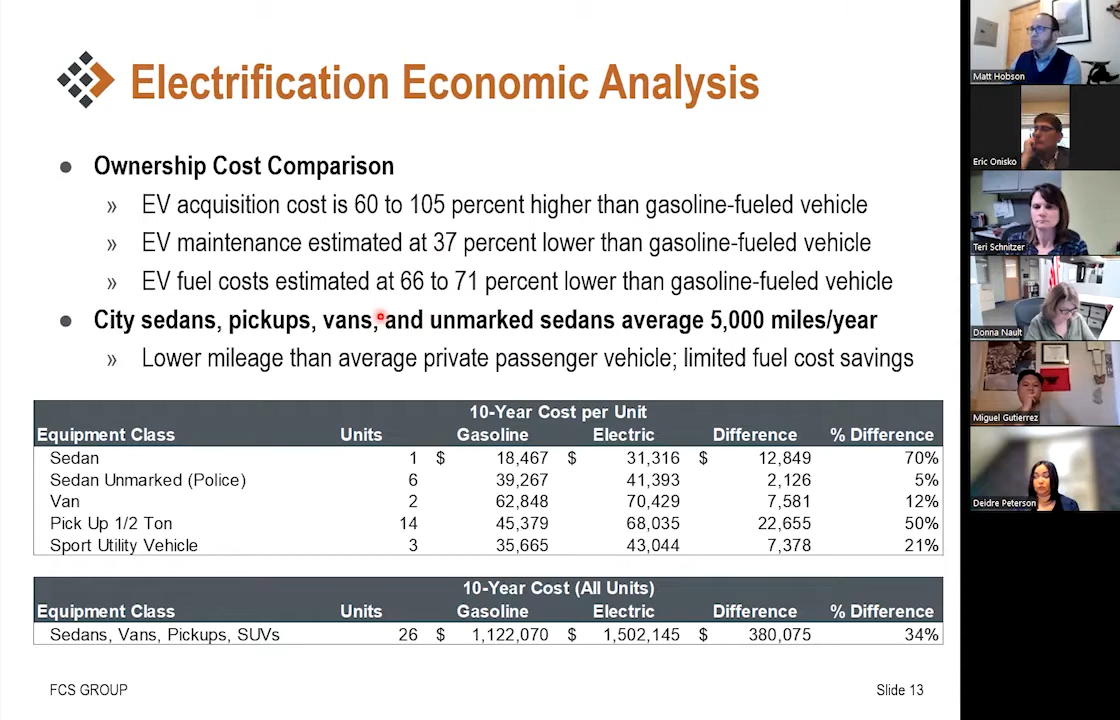 Electrification Economic Analysis
● Ownership Cost Comparison
» EV acquisition cost is 60 to 105 percent higher than gasoline-fueled vehicle
» EV maintenance estimated at 37 percent lower than gasoline-fueled vehicle
» EV fuel costs estimated at 66 to 71 percent lower than gasoline-fueled vehicle
● City sedans, pickups, vans, and unmarked sedans average 5,000 miles/year
» Lower mileage than average private passenger vehicle; limited fuel cost savings
10-Year Cost per Unit
Equipment Class Units Gasoline Electric Difference % Difference
Sedan 1 $ 18,467 $ 31,316 $ 12,849 70%
Sedan Unmarked (Police) 6 39,267 41,393 2,126 5%
Van 2 62,848 70,429 7,581 12%
Pick Up 1/2 Ton 14 45,379 68,035 22,655 50%
Sport Utility Vehicle 3 35,665 43,044 7,378 21%
10-Year Cost (All Units)
Equipment Class Units Gasoline Electric Difference % Difference
Sedans, Vans, Pickups, SUVs 26 $ 1,122,070 $ 1,502,145 $ 380,075 34%
FCS GROUP Slide 13
Matt Hobson
Eric Onisko
Teri Schnitzer
Donna Nault
Miguel Gutierrez
Deidre Peterson